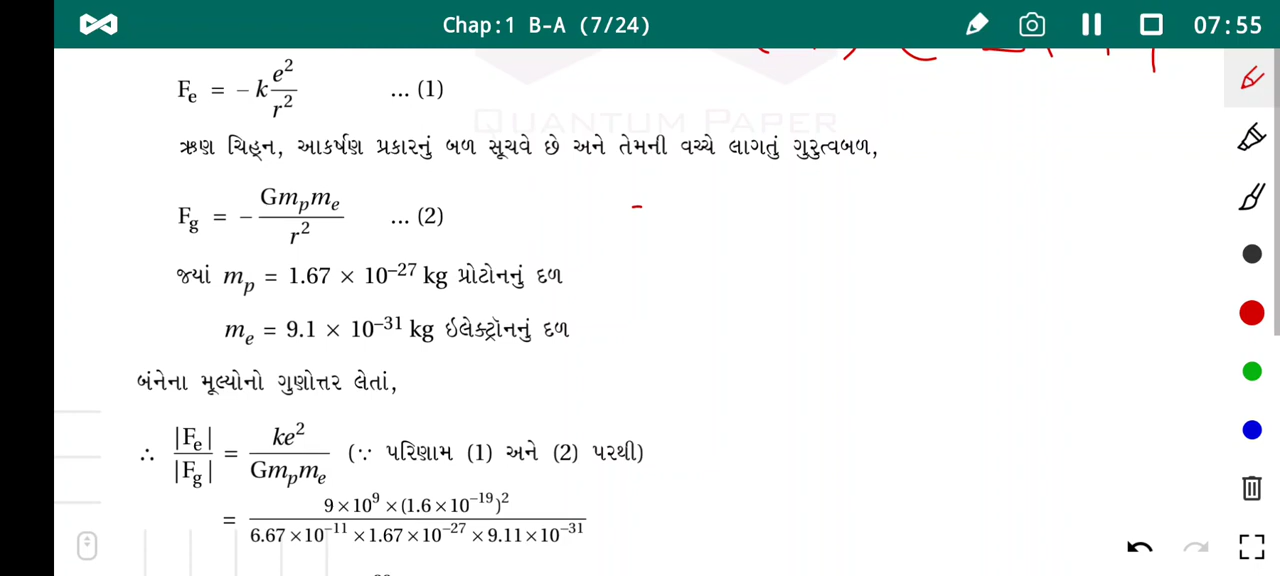 Chap:1 B-A (7/24)
07:55
Fₑ = – k e²/r² ... (1)
QUANTUM PAPER
ઋણ ચિહ્ન, આકર્ષણ પ્રકારનું બળ સૂચવે છે અને તેમની વચ્ચે લાગતું ગુરુત્વબળ,
F_g = – Gmₚmₑ/r² ... (2)
જ્યાં mₚ = 1.67 × 10⁻²⁷ kg પ્રોટોનનું દળ
mₑ = 9.1 × 10⁻³¹ kg ઇલેક્ટ્રૉનનું દળ
બંનેના મૂલ્યોનો ગુણોત્તર લેતાં,
∴ |Fₑ|/|F_g| = ke²/Gmₚmₑ (∵ પરિણામ (1) અને (2) પરથી)
= 9×10⁹ ×(1.6×10⁻¹⁹)²/6.67×10⁻¹¹ ×1.67×10⁻²⁷ ×9.11×10⁻³¹